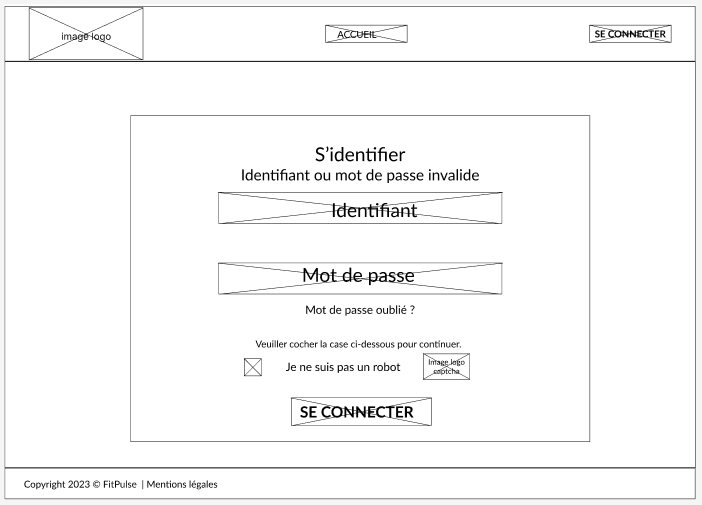 image logo
ACCUEIL
SE CONNECTER
S'identifier
Identifiant ou mot de passe invalide
Identifiant
Mot de passe
Mot de passe oublié ?
Veuiller cocher la case ci-dessous pour continuer.
Je ne suis pas un robot
Image logo
captcha
SE CONNECTER
Copyright 2023 © FitPulse | Mentions légales